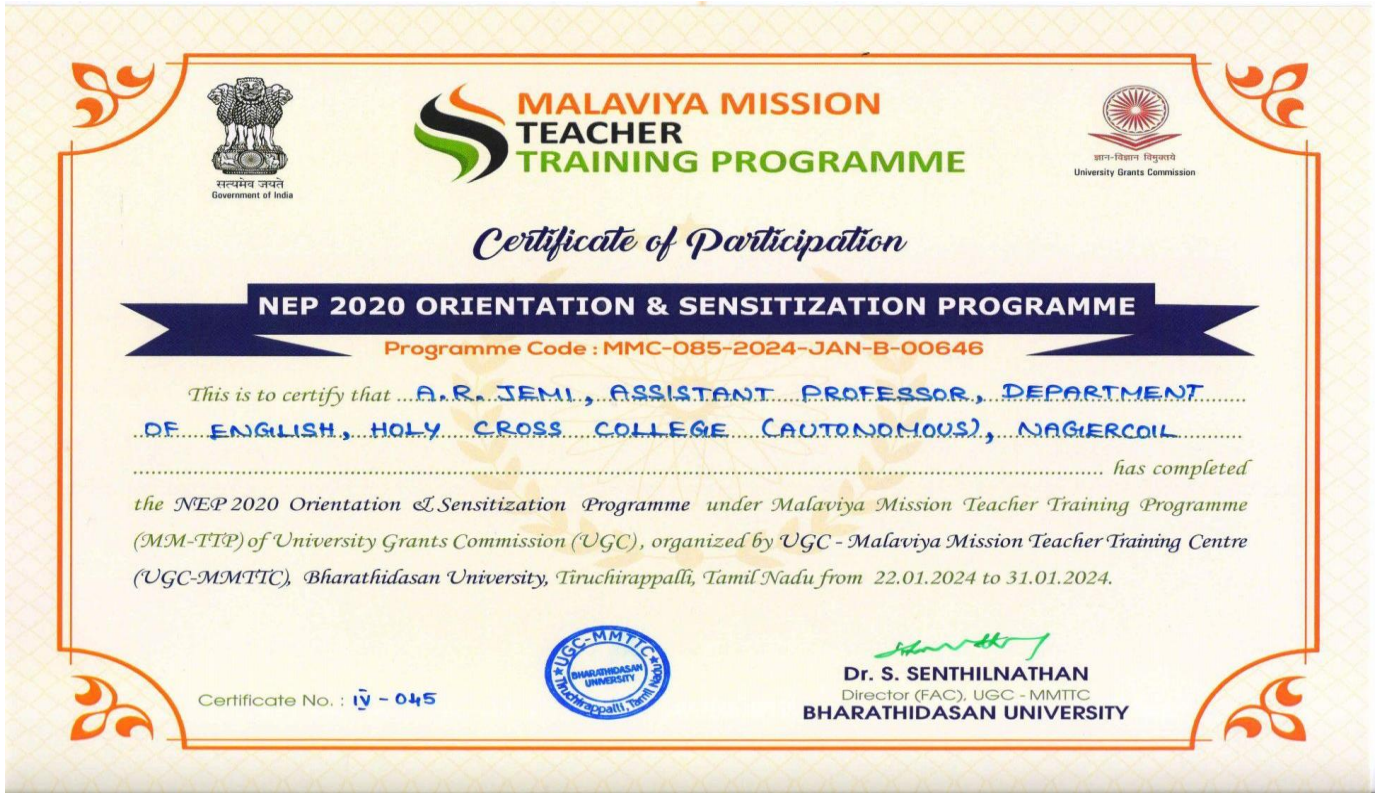 सत्यमेव जयते
Government of India
MALAVIYA MISSION
TEACHER
TRAINING PROGRAMME
ज्ञान-विज्ञान विमुक्तये
University Grants Commission
Certificate of Participation
NEP 2020 ORIENTATION & SENSITIZATION PROGRAMME
Programme Code : MMC-085-2024-JAN-B-00646
This is to certify that A.R. JEMI, ASSISTANT PROFESSOR, DEPARTMENT
OF ENGLISH, HOLY CROSS COLLEGE (AUTONOMOUS), NAGERCOIL
has completed
the NEP 2020 Orientation & Sensitization Programme under Malaviya Mission Teacher Training Programme
(MM-TTP) of University Grants Commission (UGC), organized by UGC - Malaviya Mission Teacher Training Centre
(UGC-MMTTC), Bharathidasan University, Tiruchirappalli, Tamil Nadu from 22.01.2024 to 31.01.2024.
UGC-MMTTC
BHARATHIDASAN
UNIVERSITY
Tiruchirappalli, Tamil Nadu
Certificate No. : IV - 045
Dr. S. SENTHILNATHAN
Director (FAC), UGC - MMTTC
BHARATHIDASAN UNIVERSITY